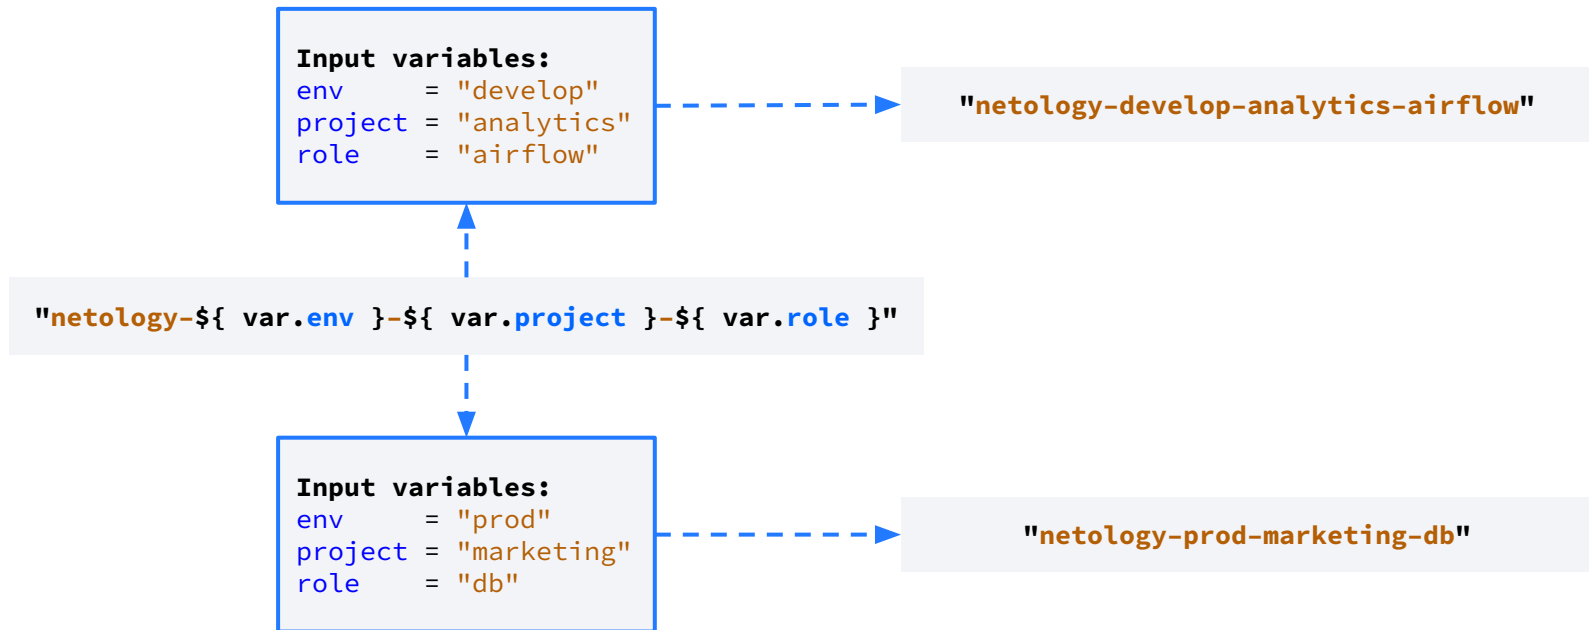 Input variables:
env     = "develop"
project = "analytics"
role    = "airflow"
"netology-develop-analytics-airflow"
"netology-${ var.env }-${ var.project }-${ var.role }"
Input variables:
env     = "prod"
project = "marketing"
role    = "db"
"netology-prod-marketing-db"